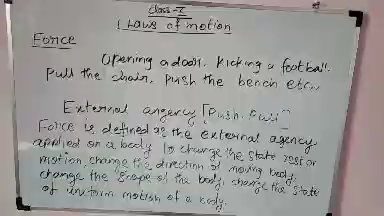 Class-X
Laws of motion
Force
Opening a door, kicking a football.
Pull the chair, push the bench etc..
External angency [Push, Pull]
Force is defined as the external agency
applied on a body to change the state rest or
motion, change the direction of moving body,
change the scope of the body, change the state
of uniform motion of a body.